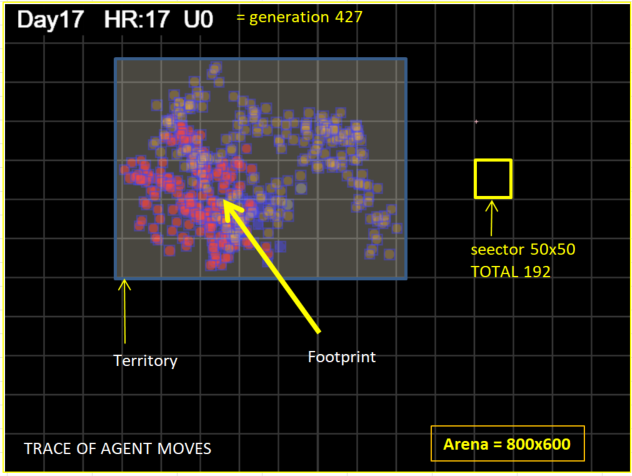 Day17 HR:17 U0 = generation 427
seector 50x50
TOTAL 192
Territory
Footprint
TRACE OF AGENT MOVES
Arena = 800x600